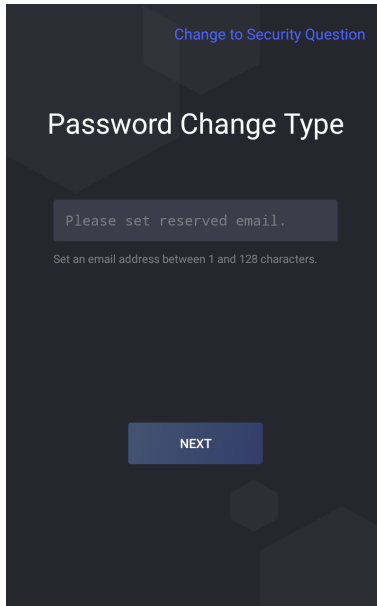 Change to Security Question
Password Change Type
Please set reserved email.
Set an email address between 1 and 128 characters.
NEXT